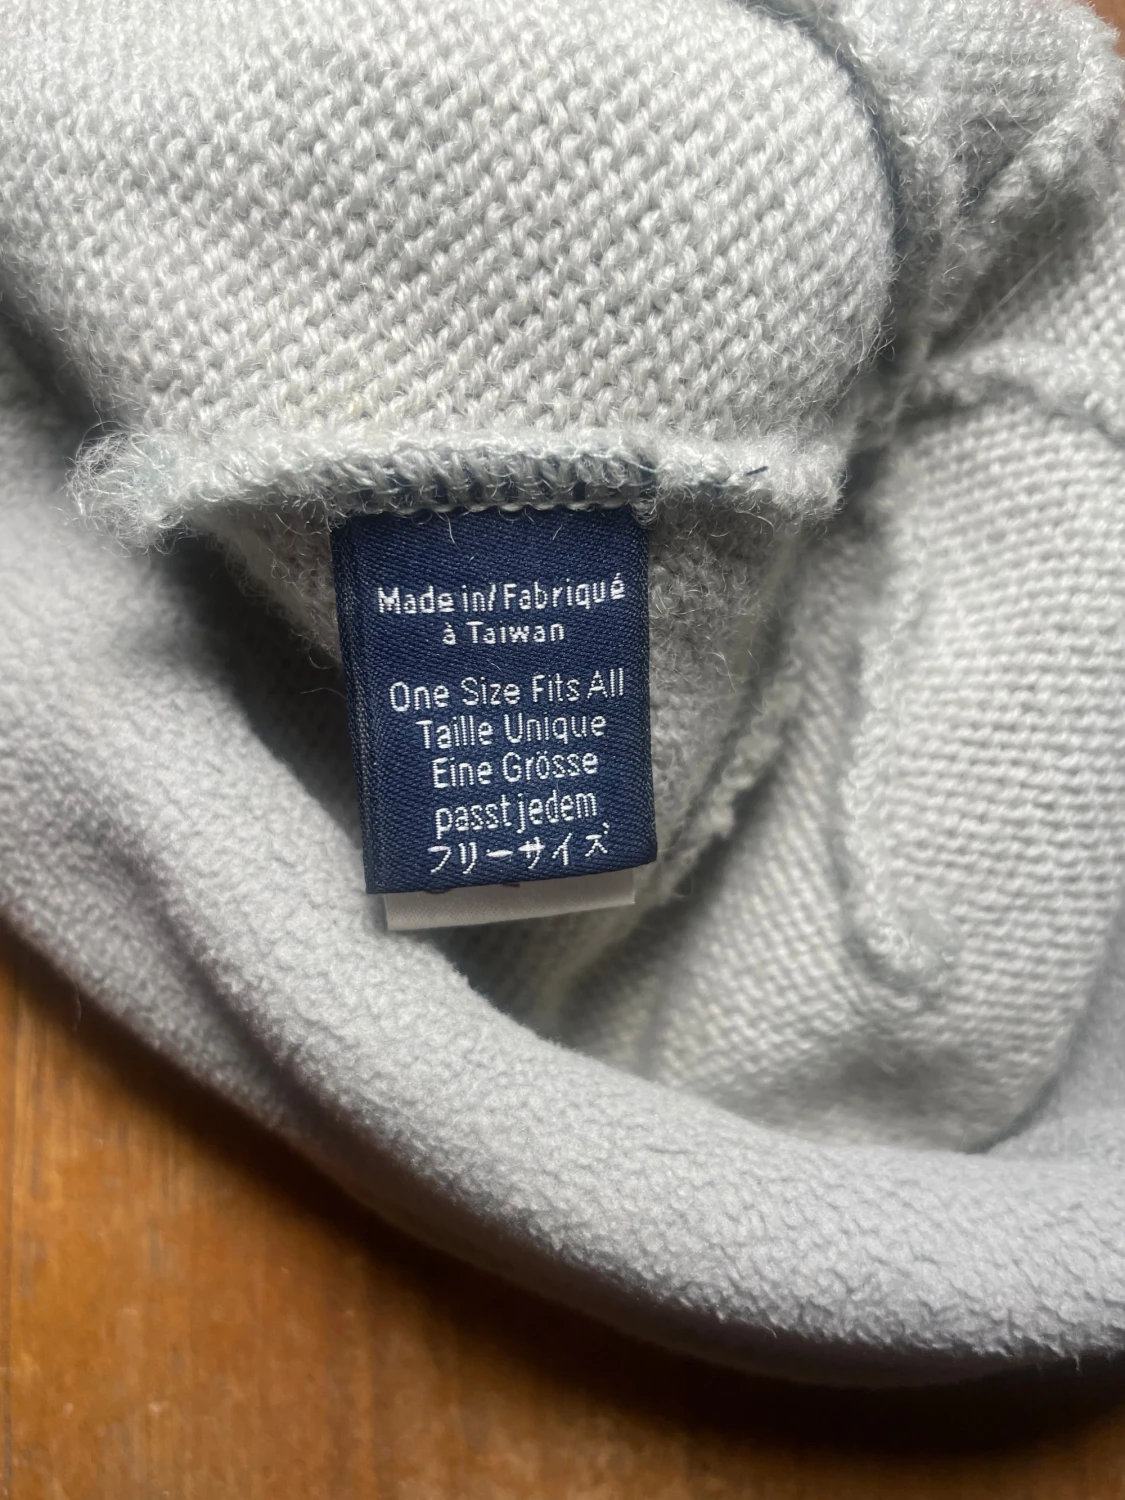 Made in/Fabriqué
à Taiwan
One Size Fits All
Taille Unique
Eine Grösse
passt jedem
フリーサイズ